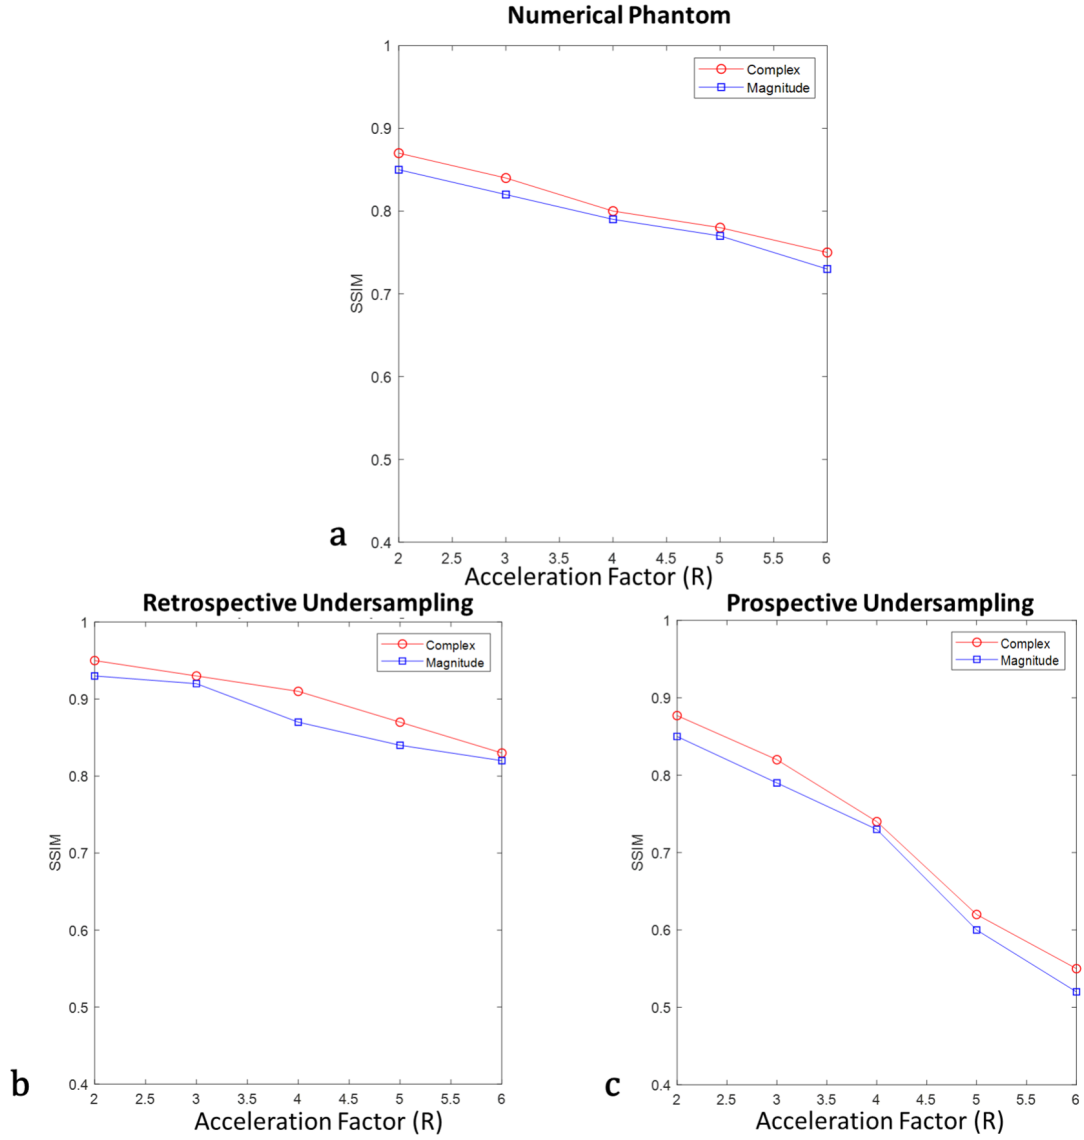 Numerical Phantom
1
0.9
0.8
0.7
0.6
0.5
0.4
SSIM
Complex
Magnitude
a
2 2.5 3 3.5 4 4.5 5 5.5 6
Acceleration Factor (R)
Retrospective Undersampling
1
0.9
0.8
0.7
0.6
0.5
0.4
SSIM
Complex
Magnitude
b
2 2.5 3 3.5 4 4.5 5 5.5 6
Acceleration Factor (R)
Prospective Undersampling
1
0.9
0.8
0.7
0.6
0.5
0.4
SSIM
Complex
Magnitude
c
2 2.5 3 3.5 4 4.5 5 5.5 6
Acceleration Factor (R)